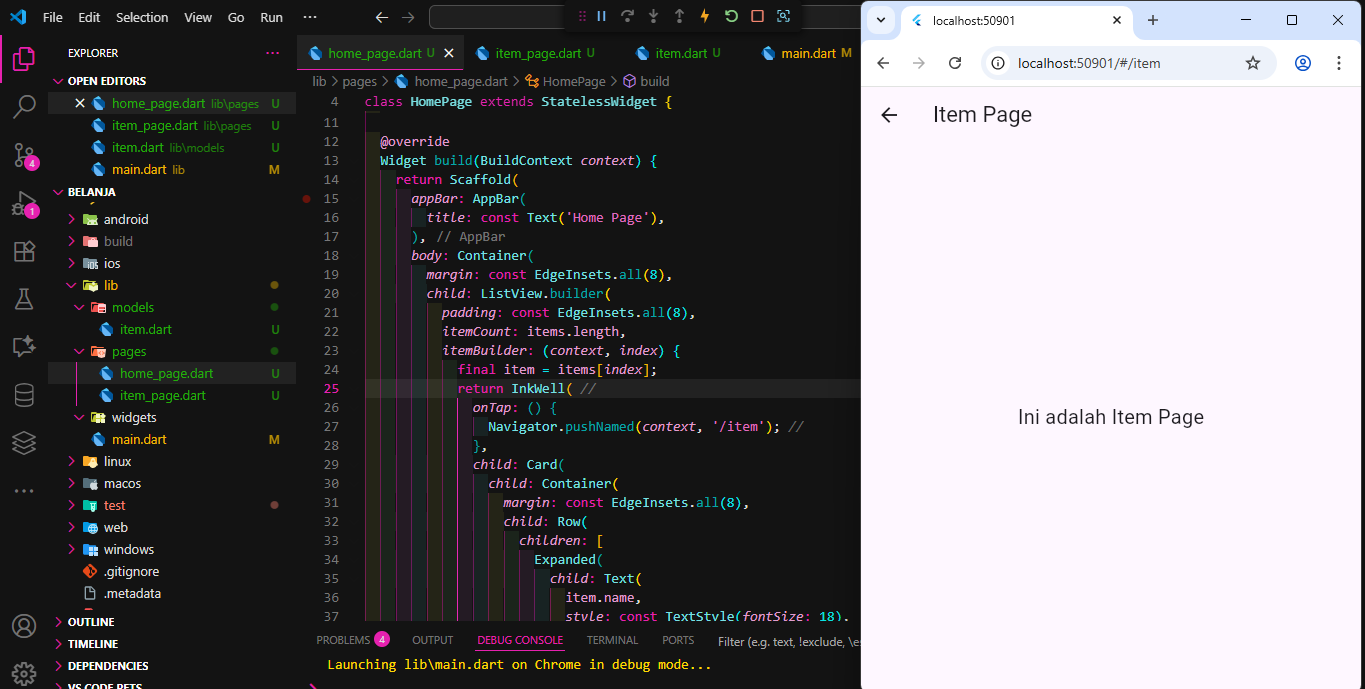 File Edit Selection View Go Run ···
EXPLORER ···
OPEN EDITORS
home_page.dart lib\pages U
item_page.dart lib\pages U
item.dart lib\models U
main.dart lib M
BELANJA
android
build
ios
lib
models
item.dart U
pages
home_page.dart U
item_page.dart U
widgets
main.dart M
linux
macos
test
web
windows
.gitignore
.metadata
OUTLINE
TIMELINE
DEPENDENCIES
VS CODE PETS
4
1
home_page.dart U item_page.dart U item.dart U main.dart M
lib > pages > home_page.dart > HomePage > build
4 class HomePage extends StatelessWidget {
11
12 @override
13 Widget build(BuildContext context) {
14 return Scaffold(
15 appBar: AppBar(
16 title: const Text('Home Page'),
17 ), // AppBar
18 body: Container(
19 margin: const EdgeInsets.all(8),
20 child: ListView.builder(
21 padding: const EdgeInsets.all(8),
22 itemCount: items.length,
23 itemBuilder: (context, index) {
24 final item = items[index];
25 return InkWell( //
26 onTap: () {
27 Navigator.pushNamed(context, '/item'); //
28 },
29 child: Card(
30 child: Container(
31 margin: const EdgeInsets.all(8),
32 child: Row(
33 children: [
34 Expanded(
35 child: Text(
36 item.name,
37 style: const TextStyle(fontSize: 18),
PROBLEMS 4 OUTPUT DEBUG CONSOLE TERMINAL PORTS Filter (e.g. text, !exclude, \es
Launching lib\main.dart on Chrome in debug mode...
localhost:50901
localhost:50901/#/item
Item Page
Ini adalah Item Page